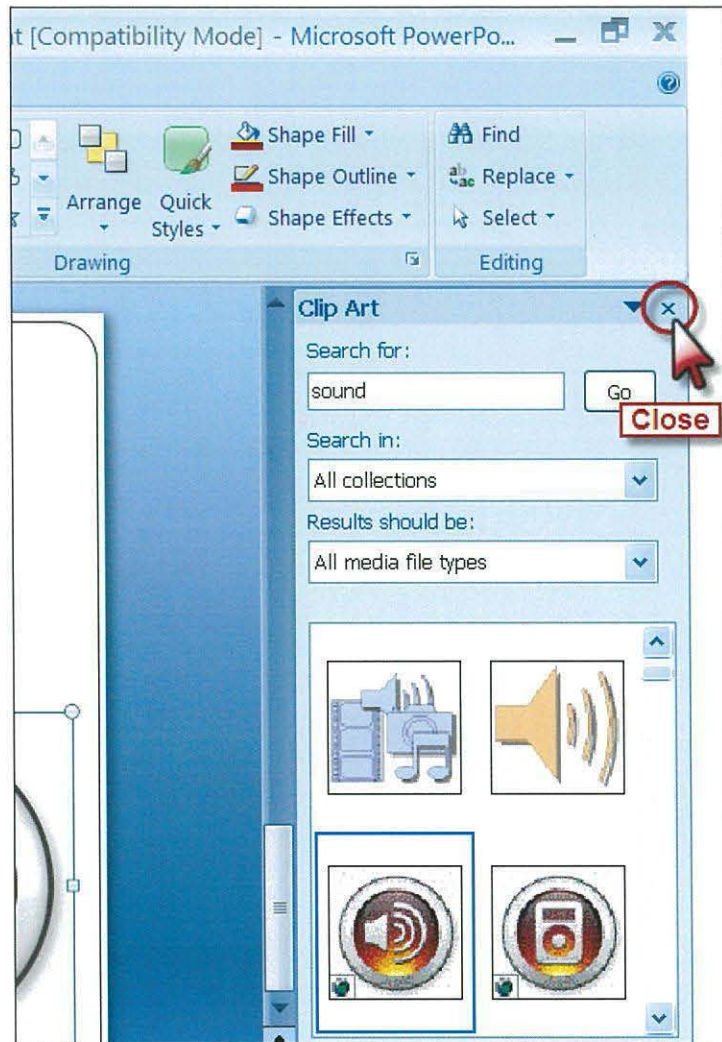 t [Compatibility Mode] - Microsoft PowerPo...
Shape Fill
Find
Shape Outline
Replace
Arrange
Quick
Styles
Shape Effects
Select
Drawing
Editing
Clip Art
Search for:
sound
Go
Close
Search in:
All collections
Results should be:
All media file types